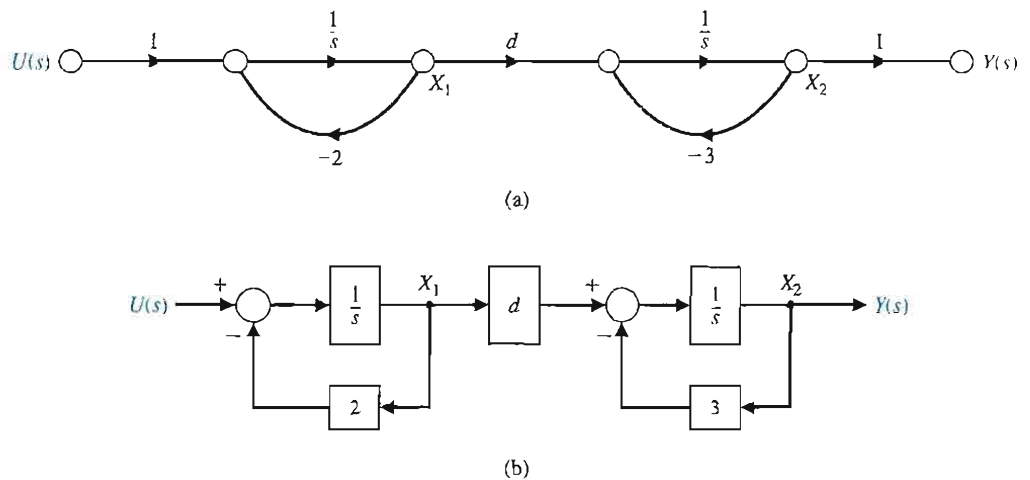 1 1/s d 1/s 1
U(s) X₁ X₂ Y(s)
−2 −3
(a)
+ X₁ + X₂
U(s) 1/s d 1/s Y(s)
− −
2 3
(b)